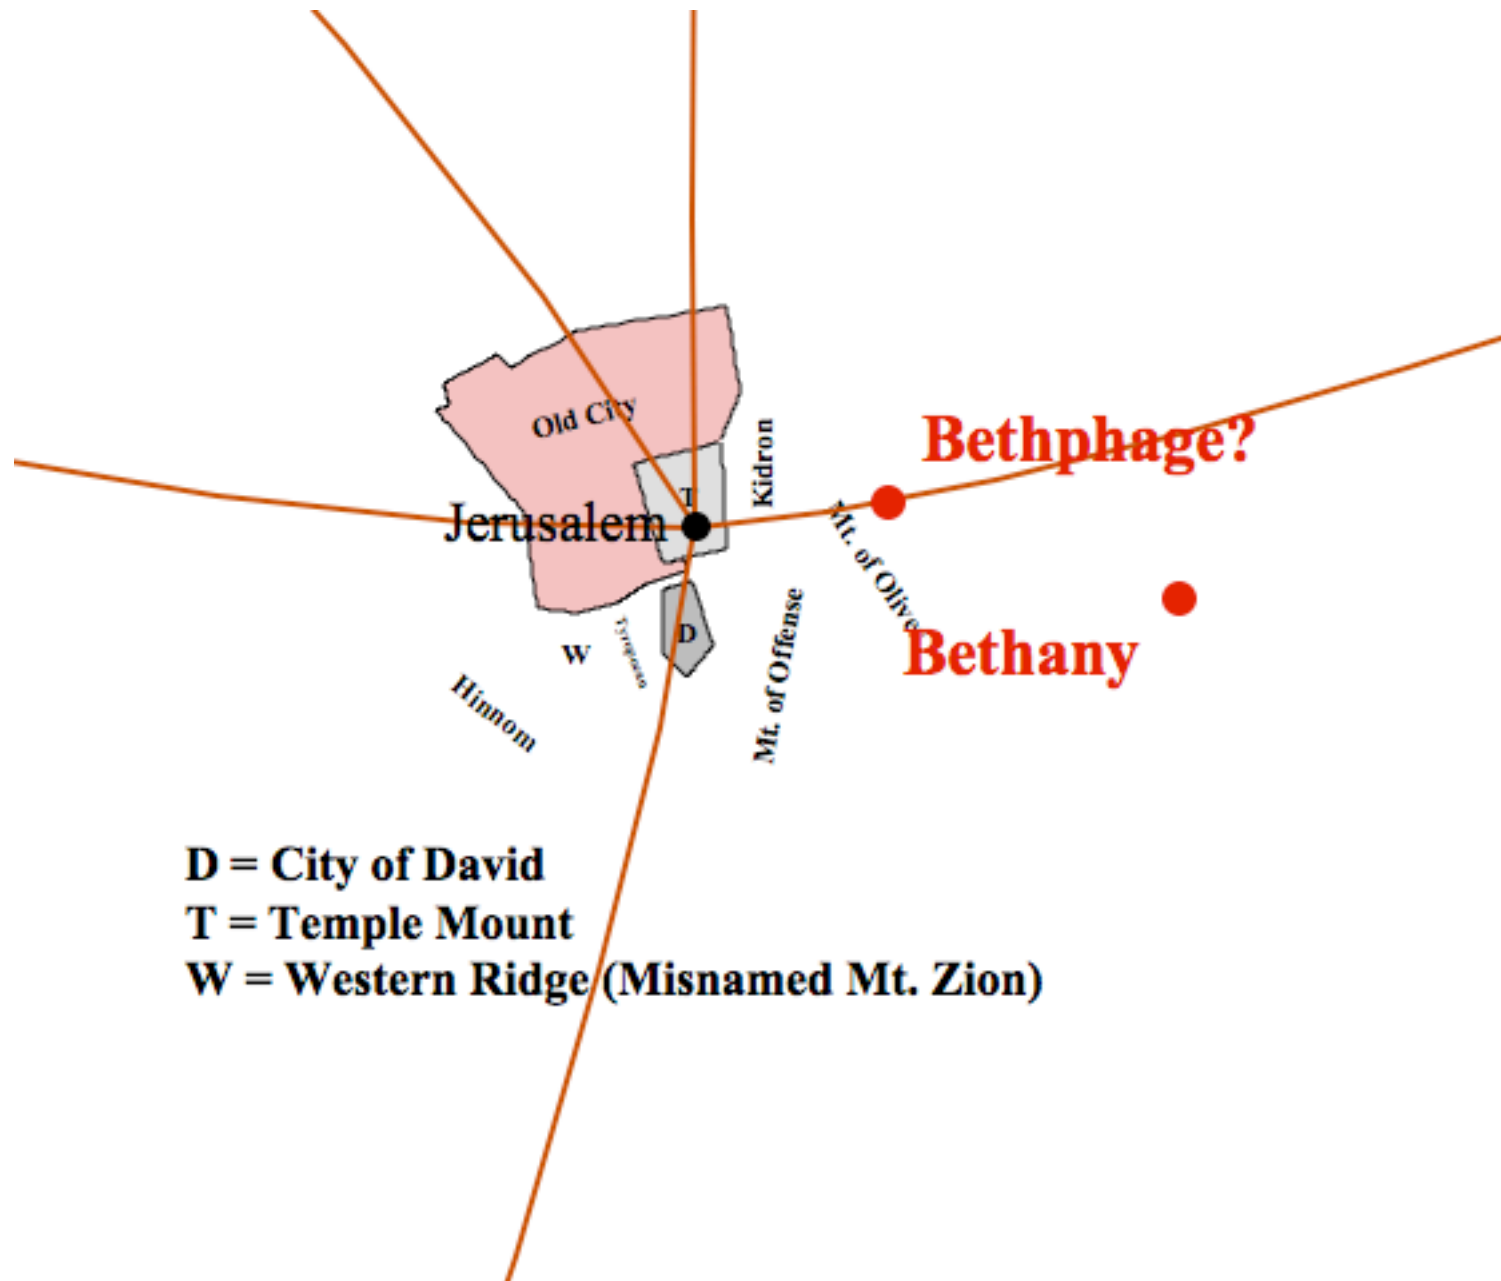 Old City
Bethphage?
Kidron
T
Jerusalem
Mt. of Olive
Mt. of Offense
D
W
Bethany
Hinnom
D = City of David
T = Temple Mount
W = Western Ridge (Misnamed Mt. Zion)